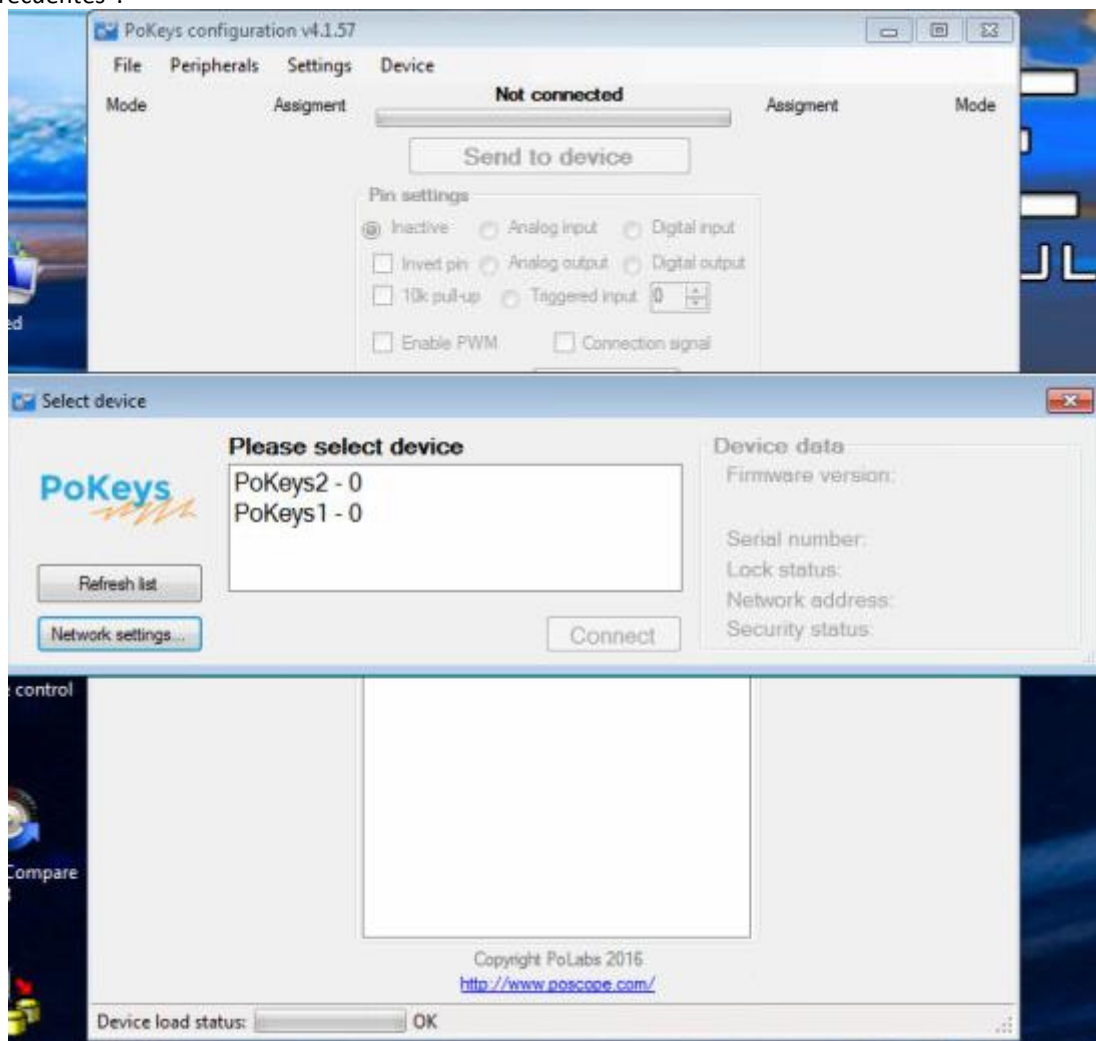 recuentes".
PoKeys configuration v4.1.57
File Peripherals Settings Device
Mode Assigment Not connected Assigment Mode
Send to device
Pin settings
Inactive Analog input Digital input
Invert pin Analog output Digital output
10k pull-up Triggered input 0
Enable PWM Connection signal
ed
Select device
Please select device
Device data
PoKeys
PoKeys2 - 0
PoKeys1 - 0
Firmware version:
Serial number:
Lock status:
Network address:
Security status:
Refresh list
Network settings...
Connect
control
Compare
Copyright PoLabs 2016
http://www.poscope.com/
Device load status: OK